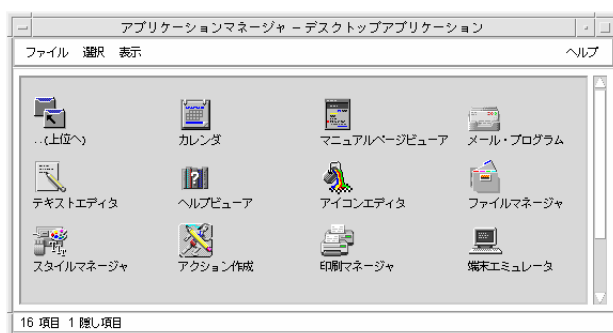 アプリケーションマネージャ – デスクトップアプリケーション
ファイル 選択 表示 ヘルプ
..(上位へ) カレンダ マニュアルページビューア メール・プログラム
テキストエディタ ヘルプビューア アイコンエディタ ファイルマネージャ
スタイルマネージャ アクション作成 印刷マネージャ 端末エミュレータ
16 項目 1 隠し項目